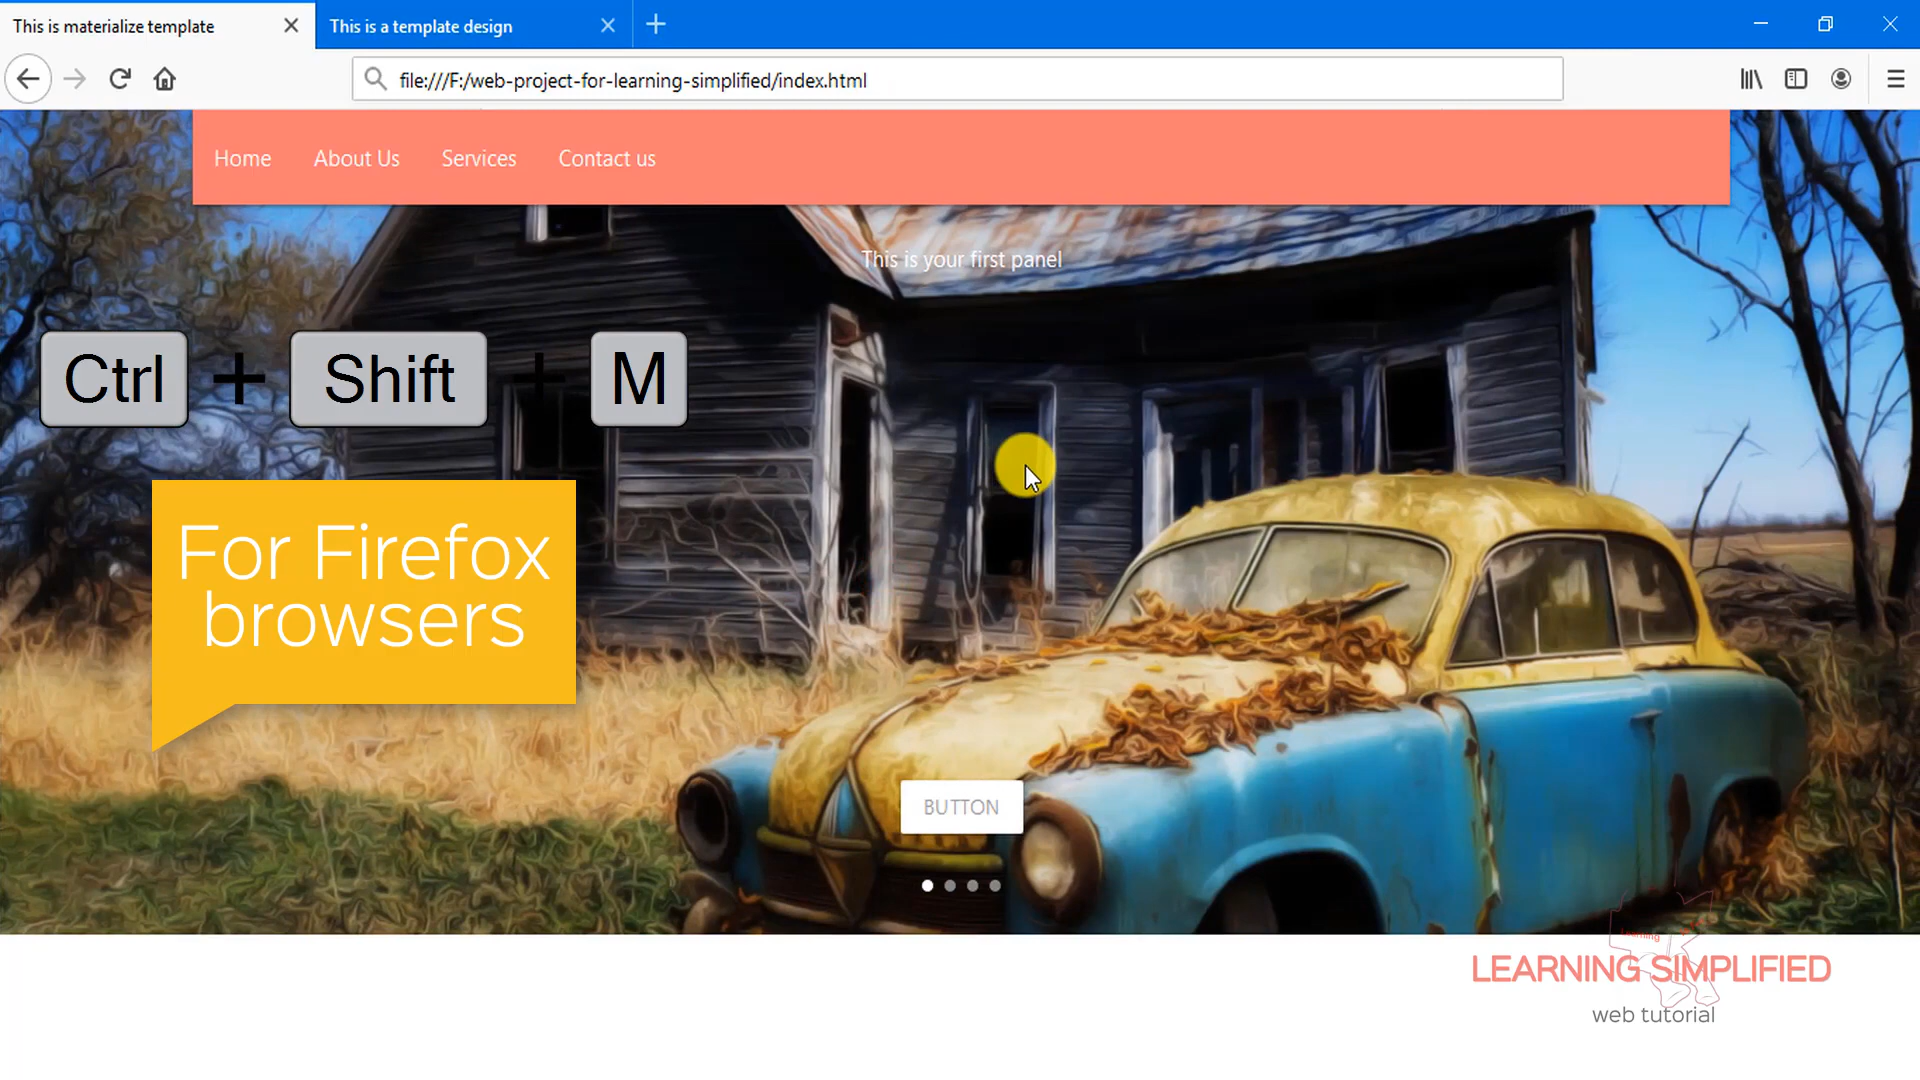 This is materialize template
This is a template design
file:///F:/web-project-for-learning-simplified/index.html
Home About Us Services Contact us
This is your first panel
Ctrl + Shift + M
For Firefox
browsers
BUTTON
Learning
LEARNING SIMPLIFIED
web tutorial